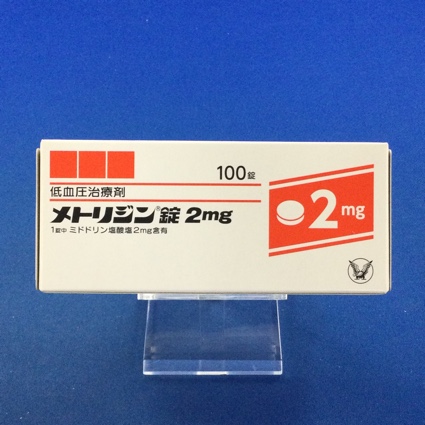 100錠
低血圧治療剤
メトリジン®錠 2mg
1錠中 ミドドリン塩酸塩2mg含有
2mg